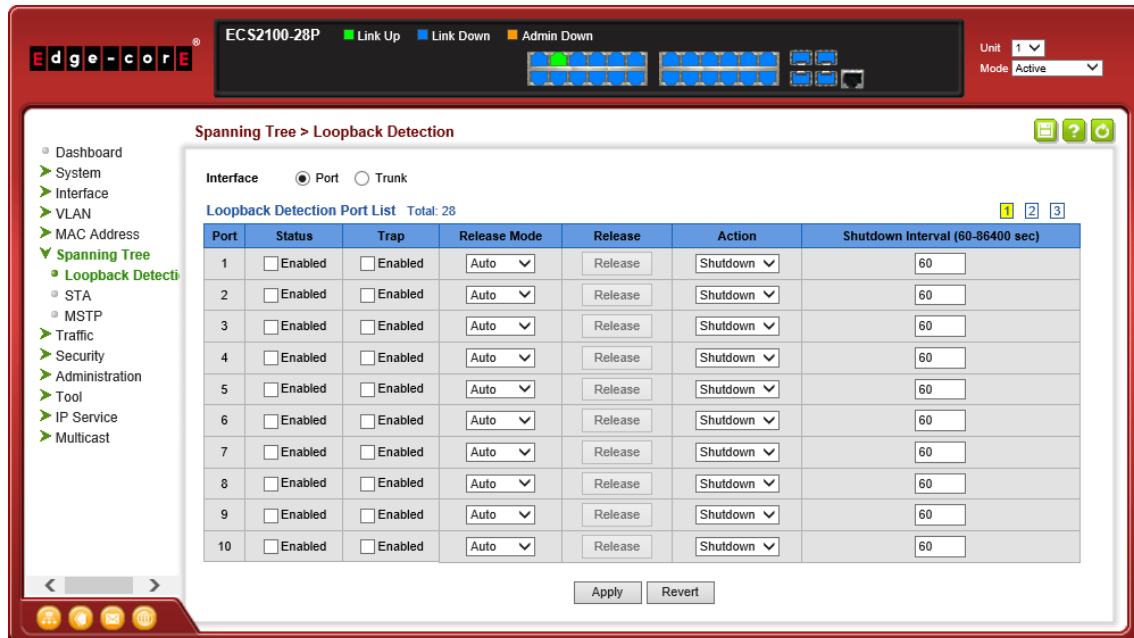 Edge-corE®
ECS2100-28P Link Up Link Down Admin Down
Unit 1
Mode Active
Spanning Tree > Loopback Detection
?
Dashboard
System
Interface
VLAN
MAC Address
Spanning Tree
Loopback Detecti
STA
MSTP
Traffic
Security
Administration
Tool
IP Service
Multicast
Interface Port Trunk
Loopback Detection Port List Total: 28 1 2 3
Port Status Trap Release Mode Release Action Shutdown Interval (60-86400 sec)
1 Enabled Enabled Auto Release Shutdown 60
2 Enabled Enabled Auto Release Shutdown 60
3 Enabled Enabled Auto Release Shutdown 60
4 Enabled Enabled Auto Release Shutdown 60
5 Enabled Enabled Auto Release Shutdown 60
6 Enabled Enabled Auto Release Shutdown 60
7 Enabled Enabled Auto Release Shutdown 60
8 Enabled Enabled Auto Release Shutdown 60
9 Enabled Enabled Auto Release Shutdown 60
10 Enabled Enabled Auto Release Shutdown 60
Apply Revert